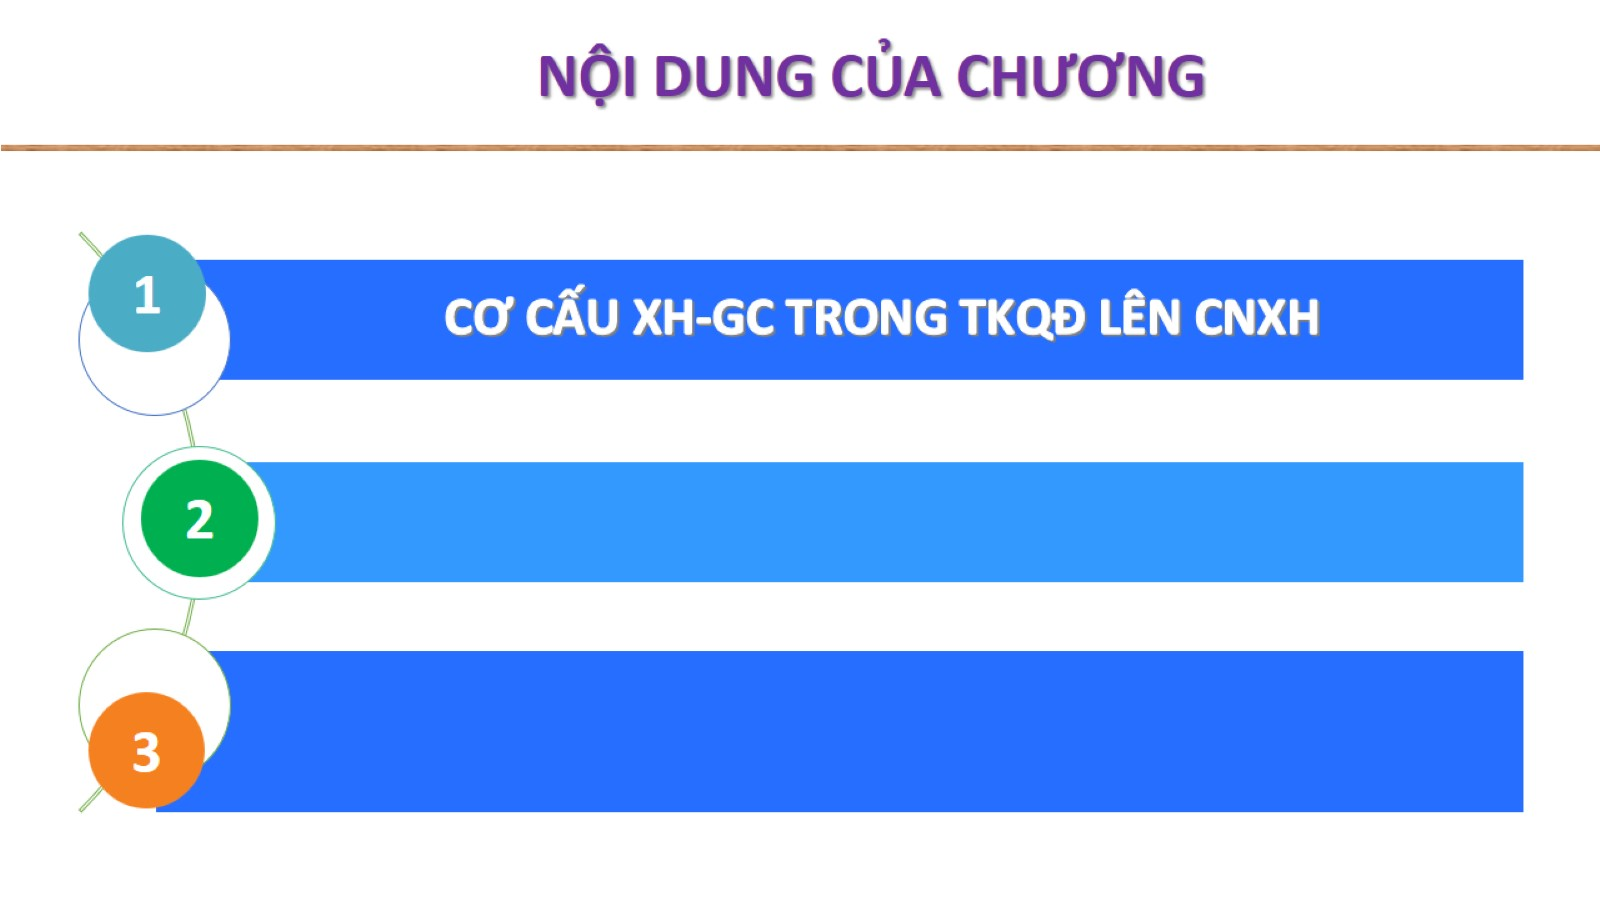 NỘI DUNG CỦA CHƯƠNG
1
CƠ CẤU XH-GC TRONG TKQĐ LÊN CNXH
2
3